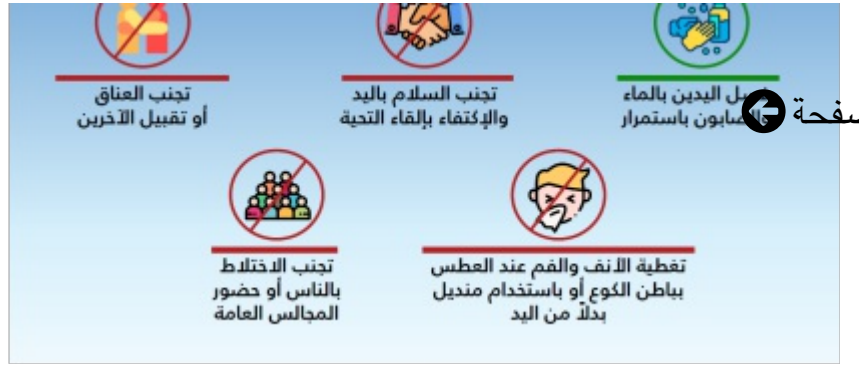 اليدين بالماء
باستمرار
تجنب السلام باليد
والإكتفاء بإلقاء التحية
تجنب العناق
أو تقبيل الآخرين
تغطية الأنف والفم عند العطس
بباطن الكوع أو باستخدام منديل
بدلاً من اليد
تجنب الاختلاط
بالناس أو حضور
المجالس العامة